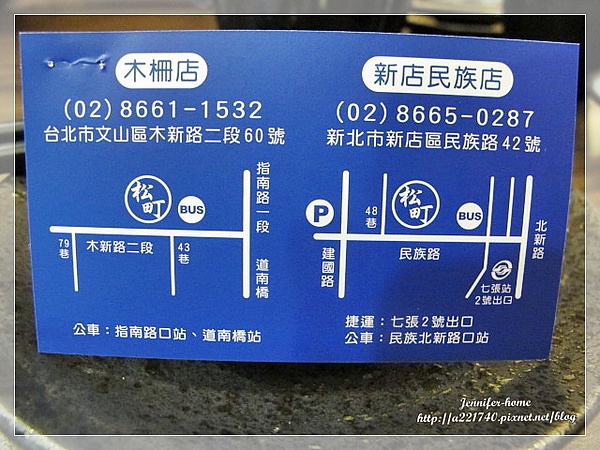 木柵店
(02) 8661-1532
台北市文山區木新路二段60號
松町
BUS
指南路一段
道南橋
79巷
木新路二段
43巷
公車：指南路口站、道南橋站
新店民族店
(02) 8665-0287
新北市新店區民族路42號
P
48巷
松町
BUS
北新路
建國路
民族路
七張站
2號出口
捷運：七張2號出口
公車：民族北新路口站
Jennifer-home
http://a221740.pixnet.net/blog